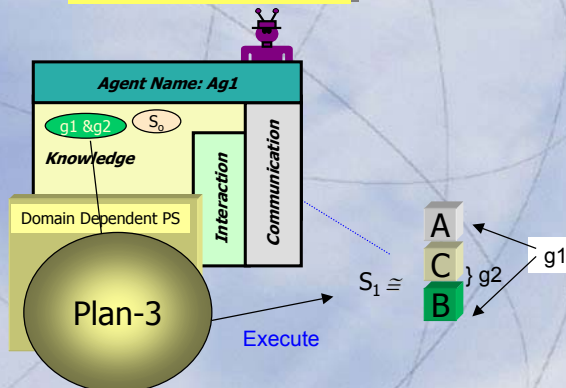 Agent Name: Ag1
g1 &g2
So
Knowledge
Interaction
Communication
Domain Dependent PS
Plan-3
Execute
S1 ≅
A
C
B
} g2
g1